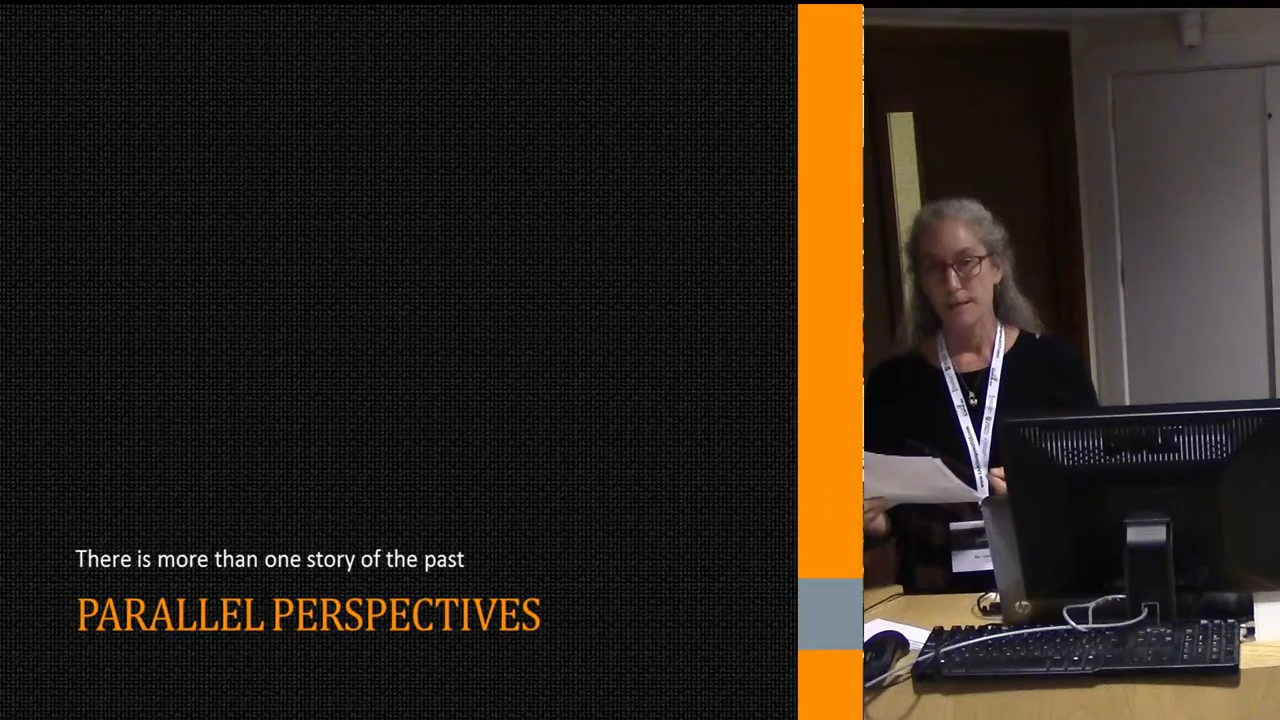 There is more than one story of the past
PARALLEL PERSPECTIVES